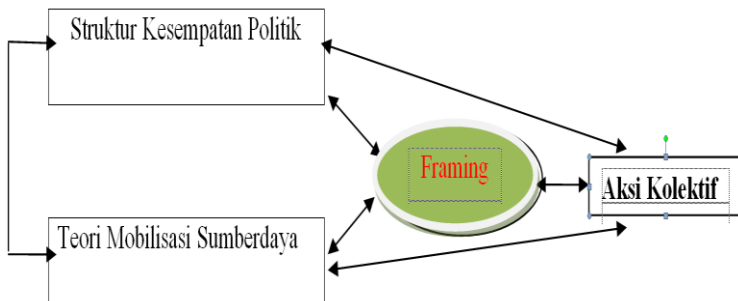 Struktur Kesempatan Politik
Framing
Aksi Kolektif
Teori Mobilisasi Sumberdaya